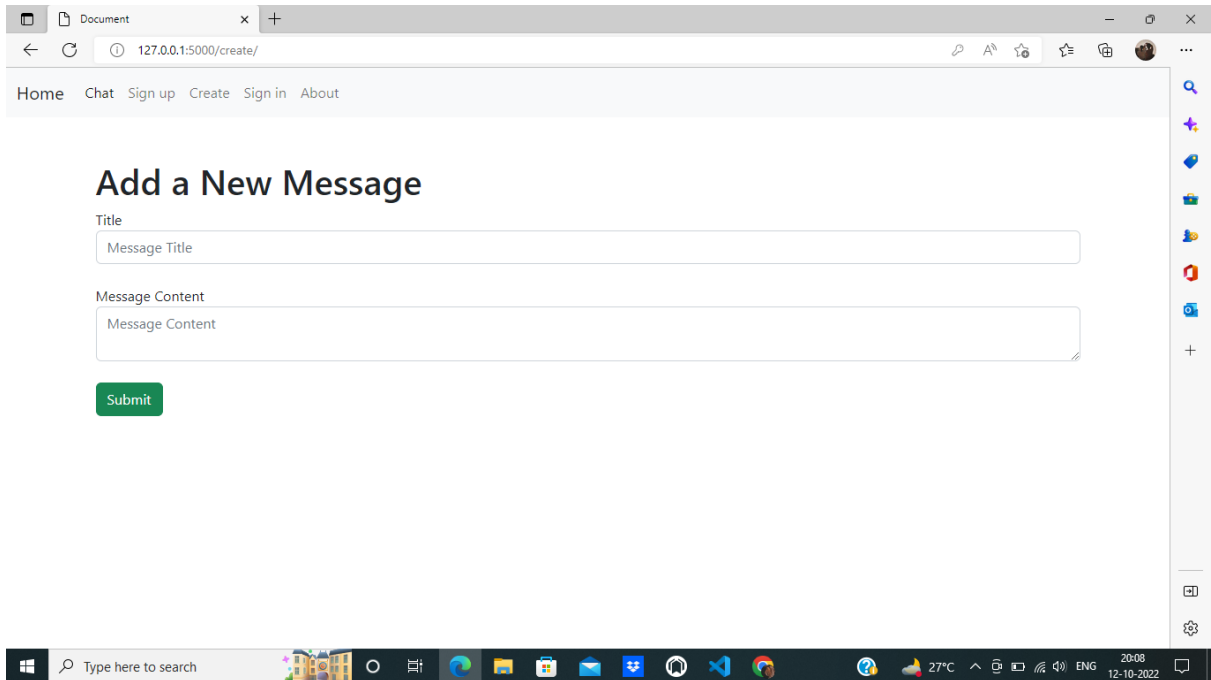 Document
127.0.0.1:5000/create/
Home Chat Sign up Create Sign in About
Add a New Message
Title
Message Title
Message Content
Message Content
Submit
Type here to search
27°C ENG
20:08
12-10-2022